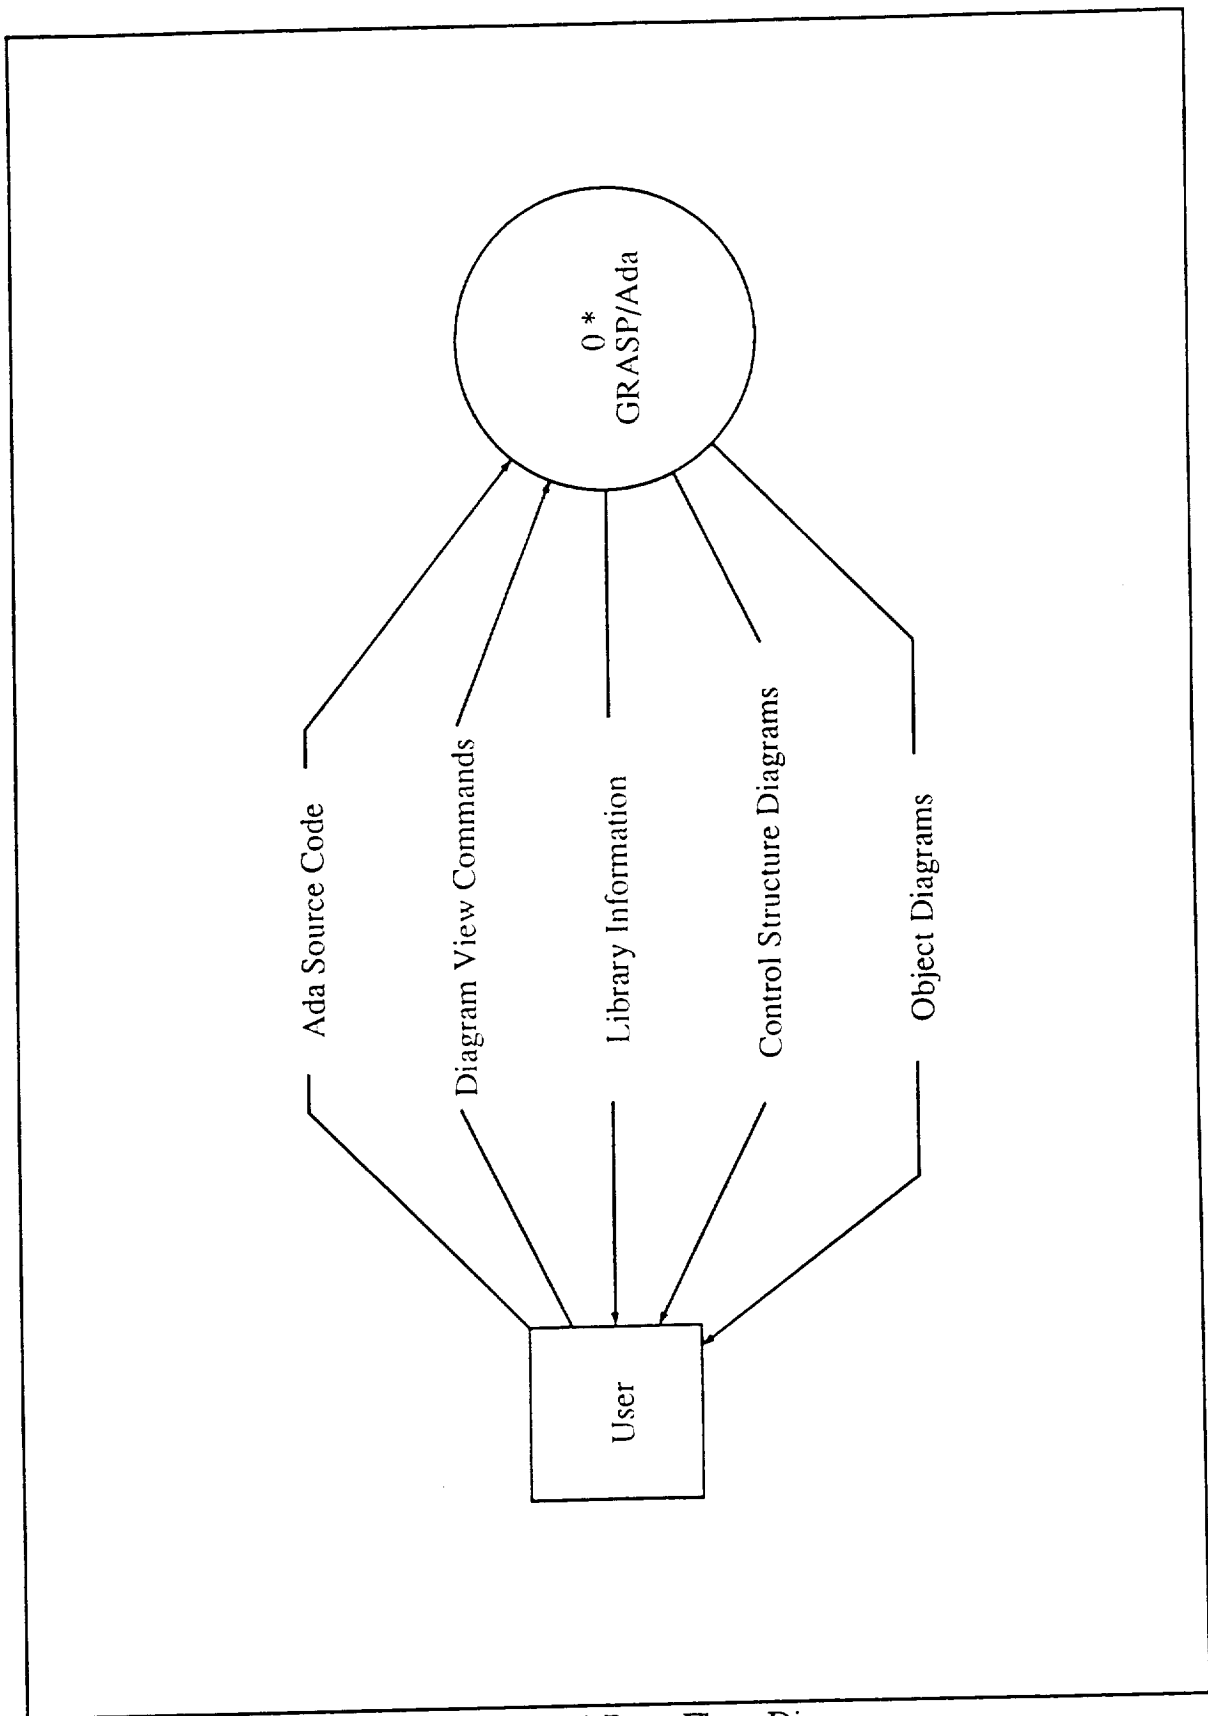 Ada Source Code
Diagram View Commands
Library Information
Control Structure Diagrams
Object Diagrams
User
0 *
GRASP/Ada